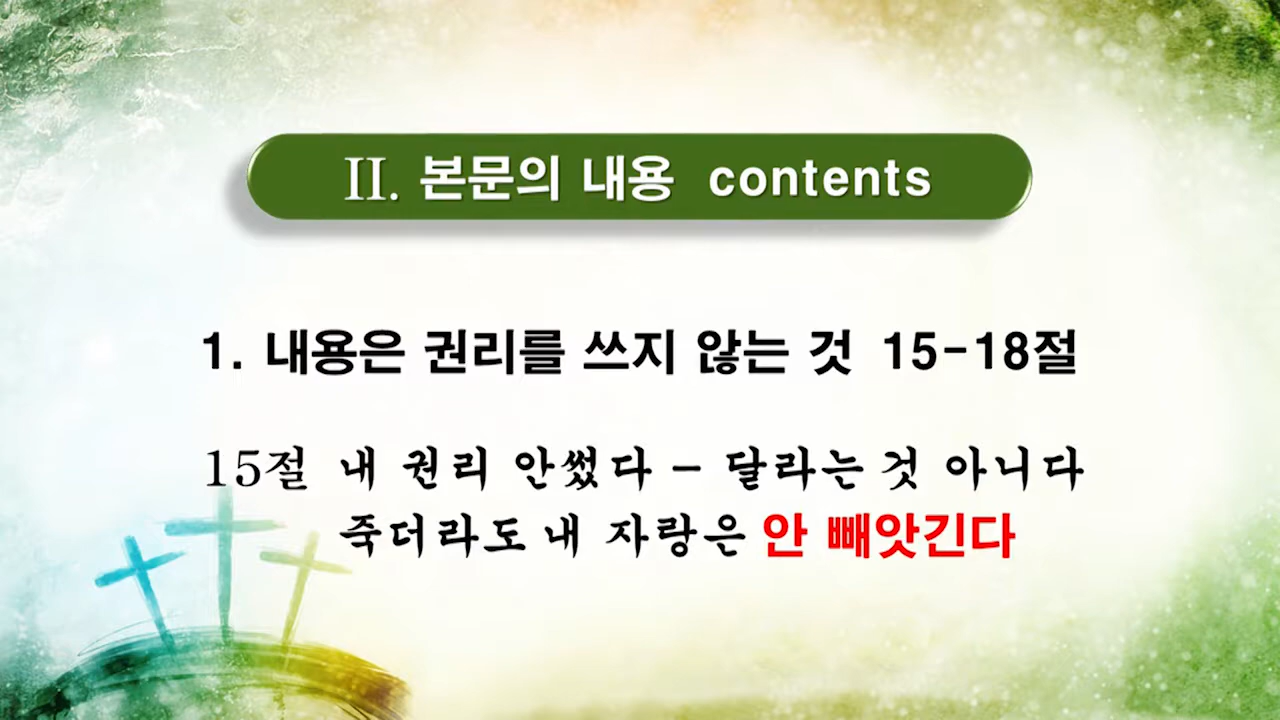 II. 본문의 내용 contents
1. 내용은 권리를 쓰지 않는 것 15-18절
15절 내 권리 안썼다 - 달라는 것 아니다
죽더라도 내 자랑은 안 빼앗긴다